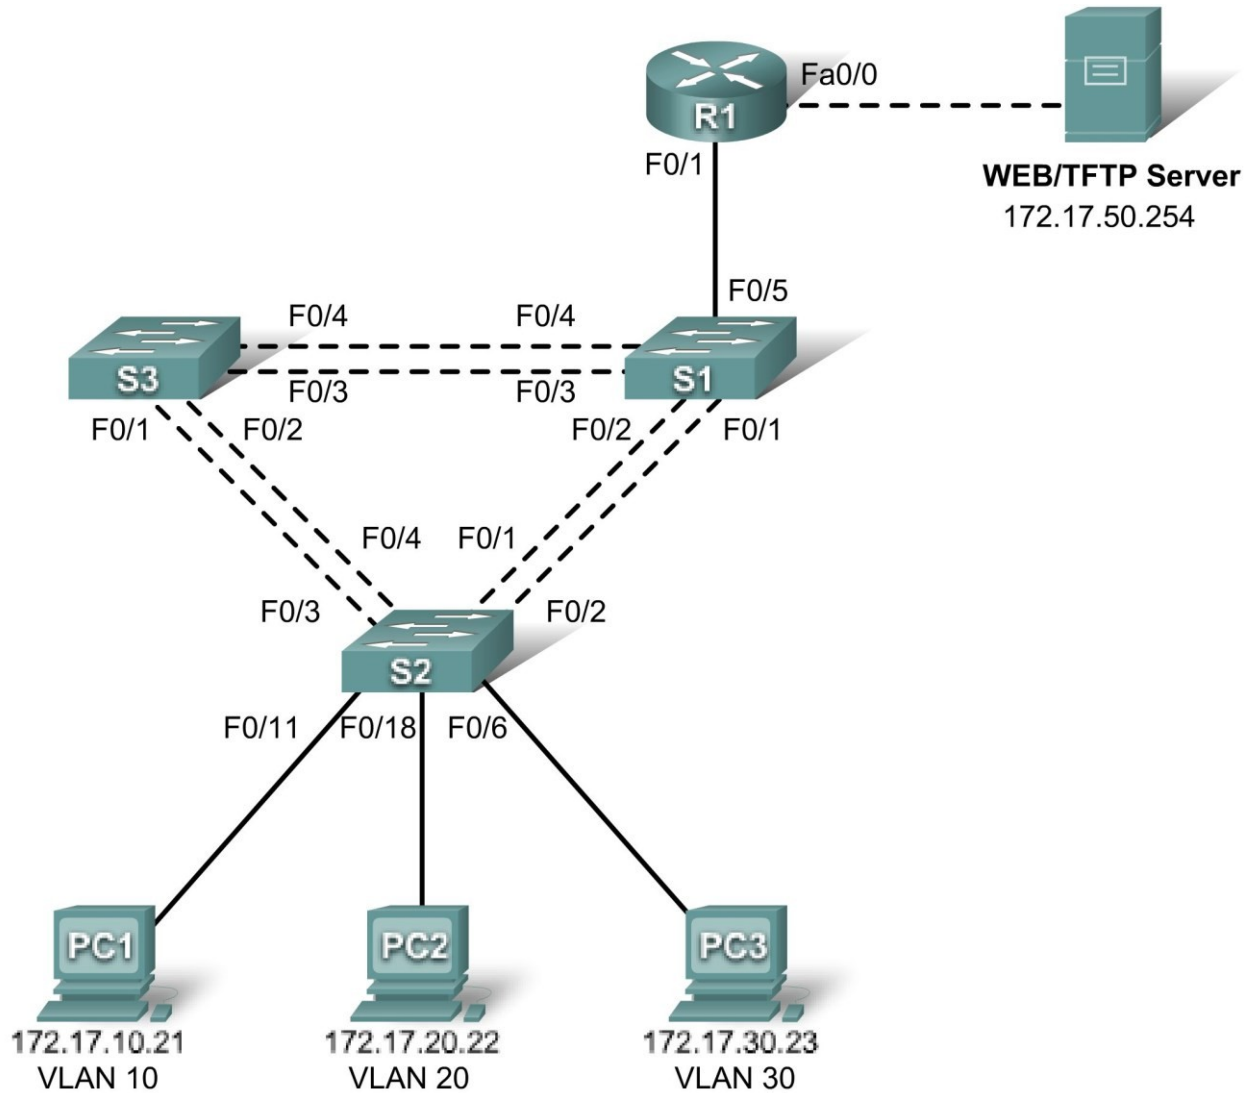 Fa0/0
R1
F0/1
WEB/TFTP Server
172.17.50.254
F0/5
F0/4
F0/4
S3
F0/3
F0/3
S1
F0/1
F0/2
F0/2
F0/1
F0/4
F0/1
F0/3
F0/2
S2
F0/11
F0/18
F0/6
PC1
PC2
PC3
172.17.10.21
172.17.20.22
172.17.30.23
VLAN 10
VLAN 20
VLAN 30